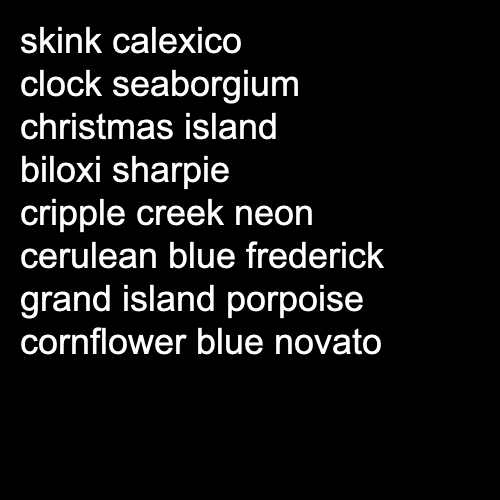 skink calexico
clock seaborgium
christmas island
biloxi sharpie
cripple creek neon
cerulean blue frederick
grand island porpoise
cornflower blue novato